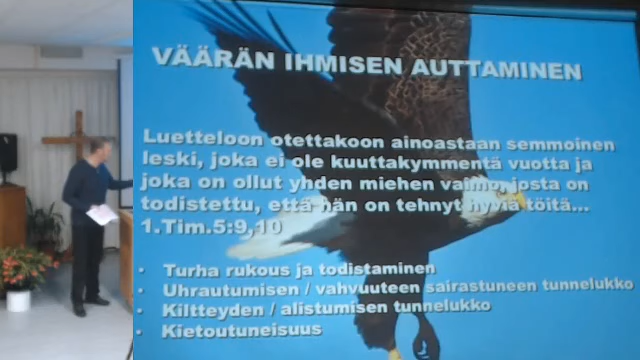 VÄÄRÄN IHMISEN AUTTAMINEN
Luetteloon otettakoon ainoastaan semmoinen
leski, joka ei ole kuuttakymmentä vuotta ja
joka on ollut yhden miehen vaimo, josta on
todistettu, että hän on tehnyt hyviä töitä...
1.Tim.5:9,10
• Turha rukous ja todistaminen
• Uhrautumisen / vahvuuteen sairastuneen tunnelukko
• Kiltteyden / alistumisen tunnelukko
• Kietoutuneisuus